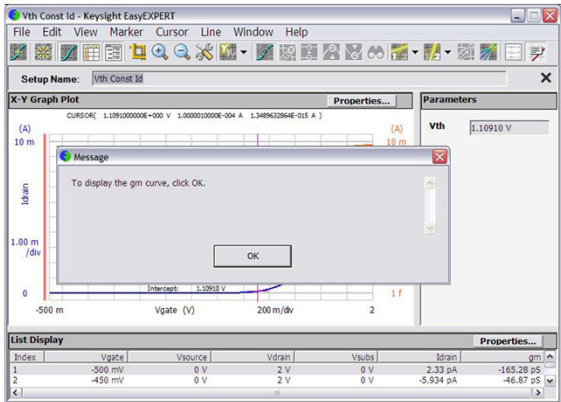 Vth Const Id - Keysight EasyEXPERT
File Edit View Marker Cursor Line Window Help
Setup Name: Vth Const Id
X-Y Graph Plot Properties... Parameters
CURSOR( 1.1091000000E+000 V 1.0000010000E-004 A 1.3489632864E-015 A )
Vth 1.10910 V
(A) (A)
10 m 10 m
Message
To display the gm curve, click OK.
OK
Idrain
1.00 m
/div
Intercept: 1.10910 V
0 1 f
-500 m Vgate (V) 200 m/div 2
List Display Properties...
Index Vgate Vsource Vdrain Vsubs Idrain gm
1 -500 mV 0 V 2 V 0 V 2.33 pA -165.28 pS
2 -450 mV 0 V 2 V 0 V -5.934 pA -46.87 pS